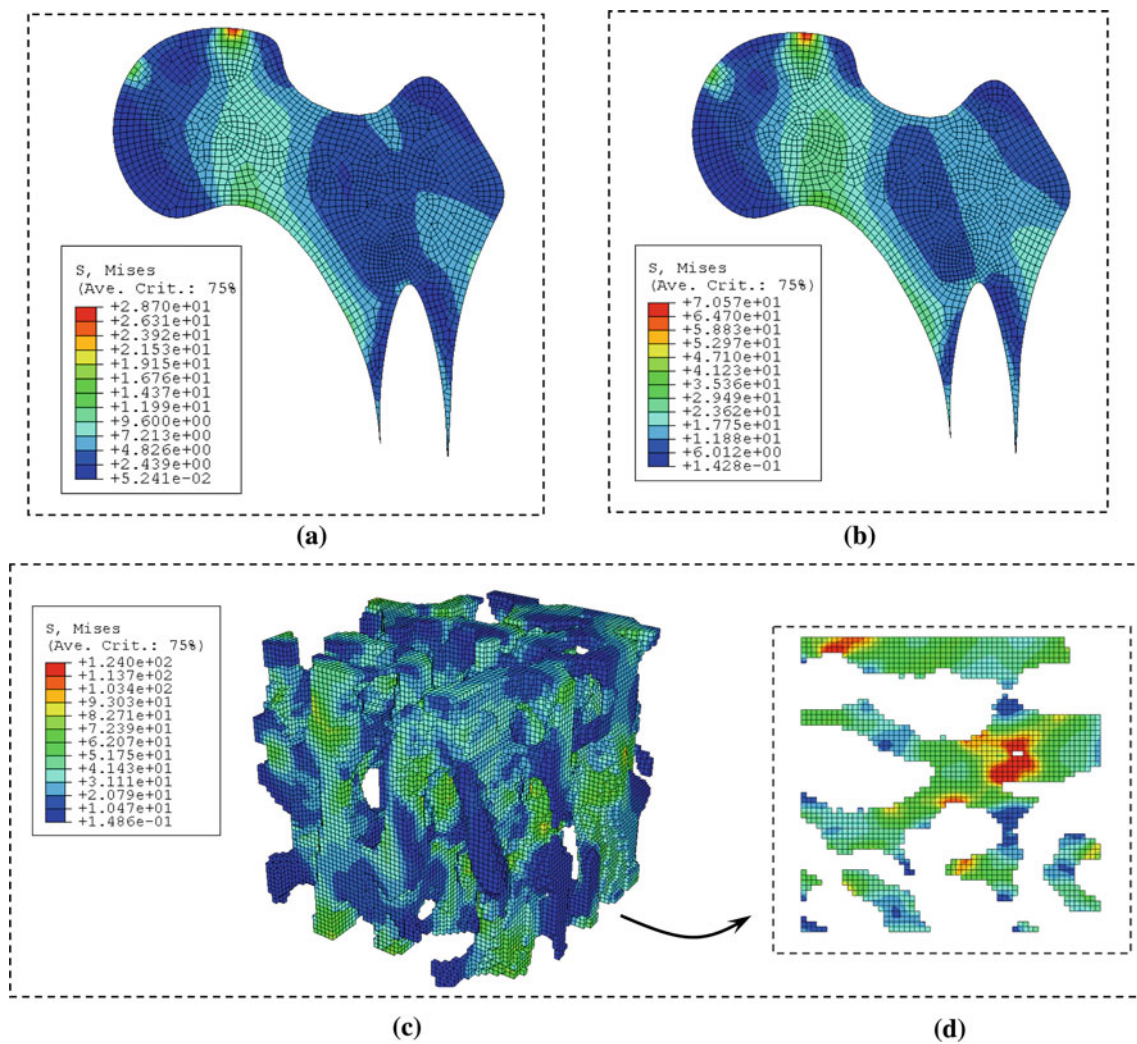 S, Mises
(Ave. Crit.: 75%
+2.870e+01
+2.631e+01
+2.392e+01
+2.153e+01
+1.915e+01
+1.676e+01
+1.437e+01
+1.199e+01
+9.600e+00
+7.213e+00
+4.826e+00
+2.439e+00
+5.241e-02
(a)
S, Mises
(Ave. Crit.: 75%)
+7.057e+01
+6.470e+01
+5.883e+01
+5.297e+01
+4.710e+01
+4.123e+01
+3.536e+01
+2.949e+01
+2.362e+01
+1.775e+01
+1.188e+01
+6.012e+00
+1.428e-01
(b)
S, Mises
(Ave. Crit.: 75%)
+1.240e+02
+1.137e+02
+1.034e+02
+9.303e+01
+8.271e+01
+7.239e+01
+6.207e+01
+5.175e+01
+4.143e+01
+3.111e+01
+2.079e+01
+1.047e+01
+1.486e-01
(c)
(d)